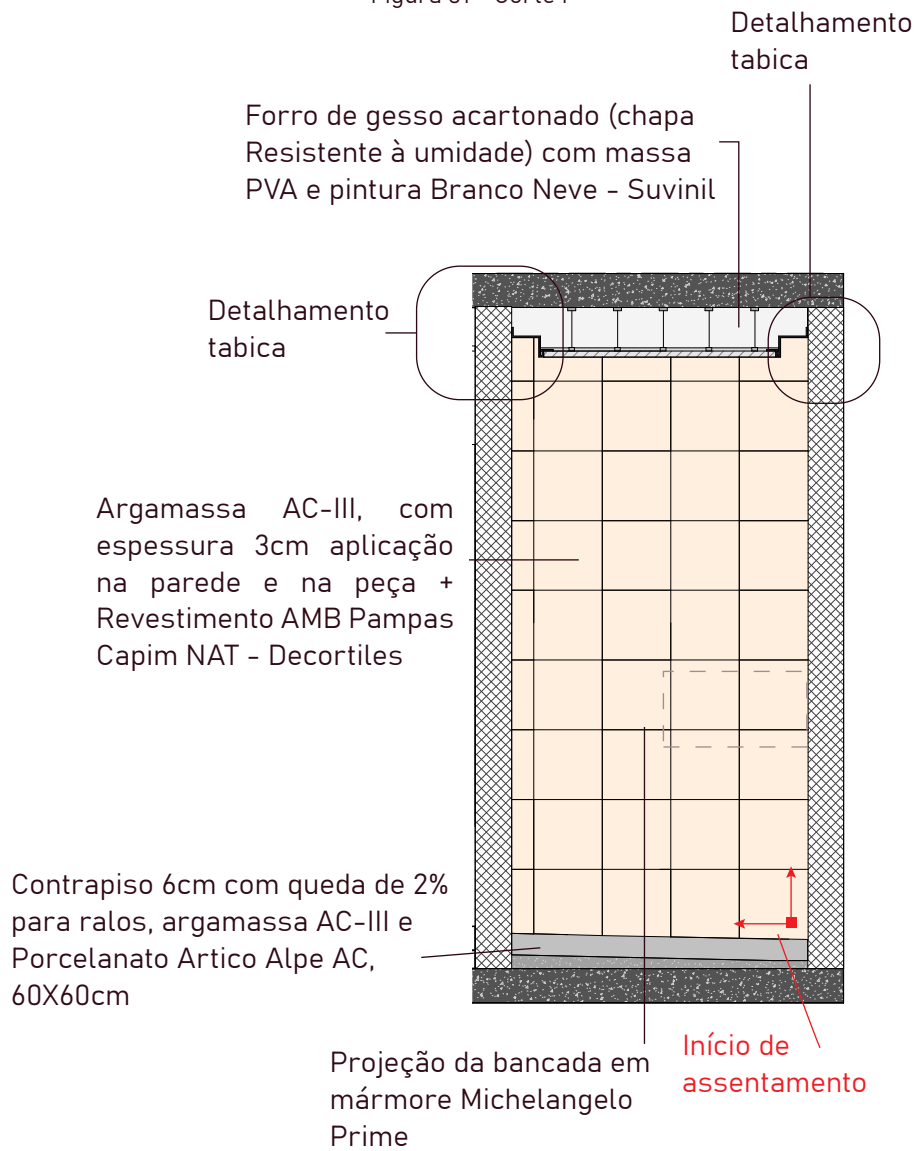 Detalhamento
tabica
Forro de gesso acartonado (chapa
Resistente à umidade) com massa
PVA e pintura Branco Neve - Suvinil
Detalhamento
tabica
Argamassa AC-III, com
espessura 3cm aplicação
na parede e na peça +
Revestimento AMB Pampas
Capim NAT - Decortiles
Contrapiso 6cm com queda de 2%
para ralos, argamassa AC-III e
Porcelanato Artico Alpe AC,
60X60cm
Início de
assentamento
Projeção da bancada em
mármore Michelangelo
Prime